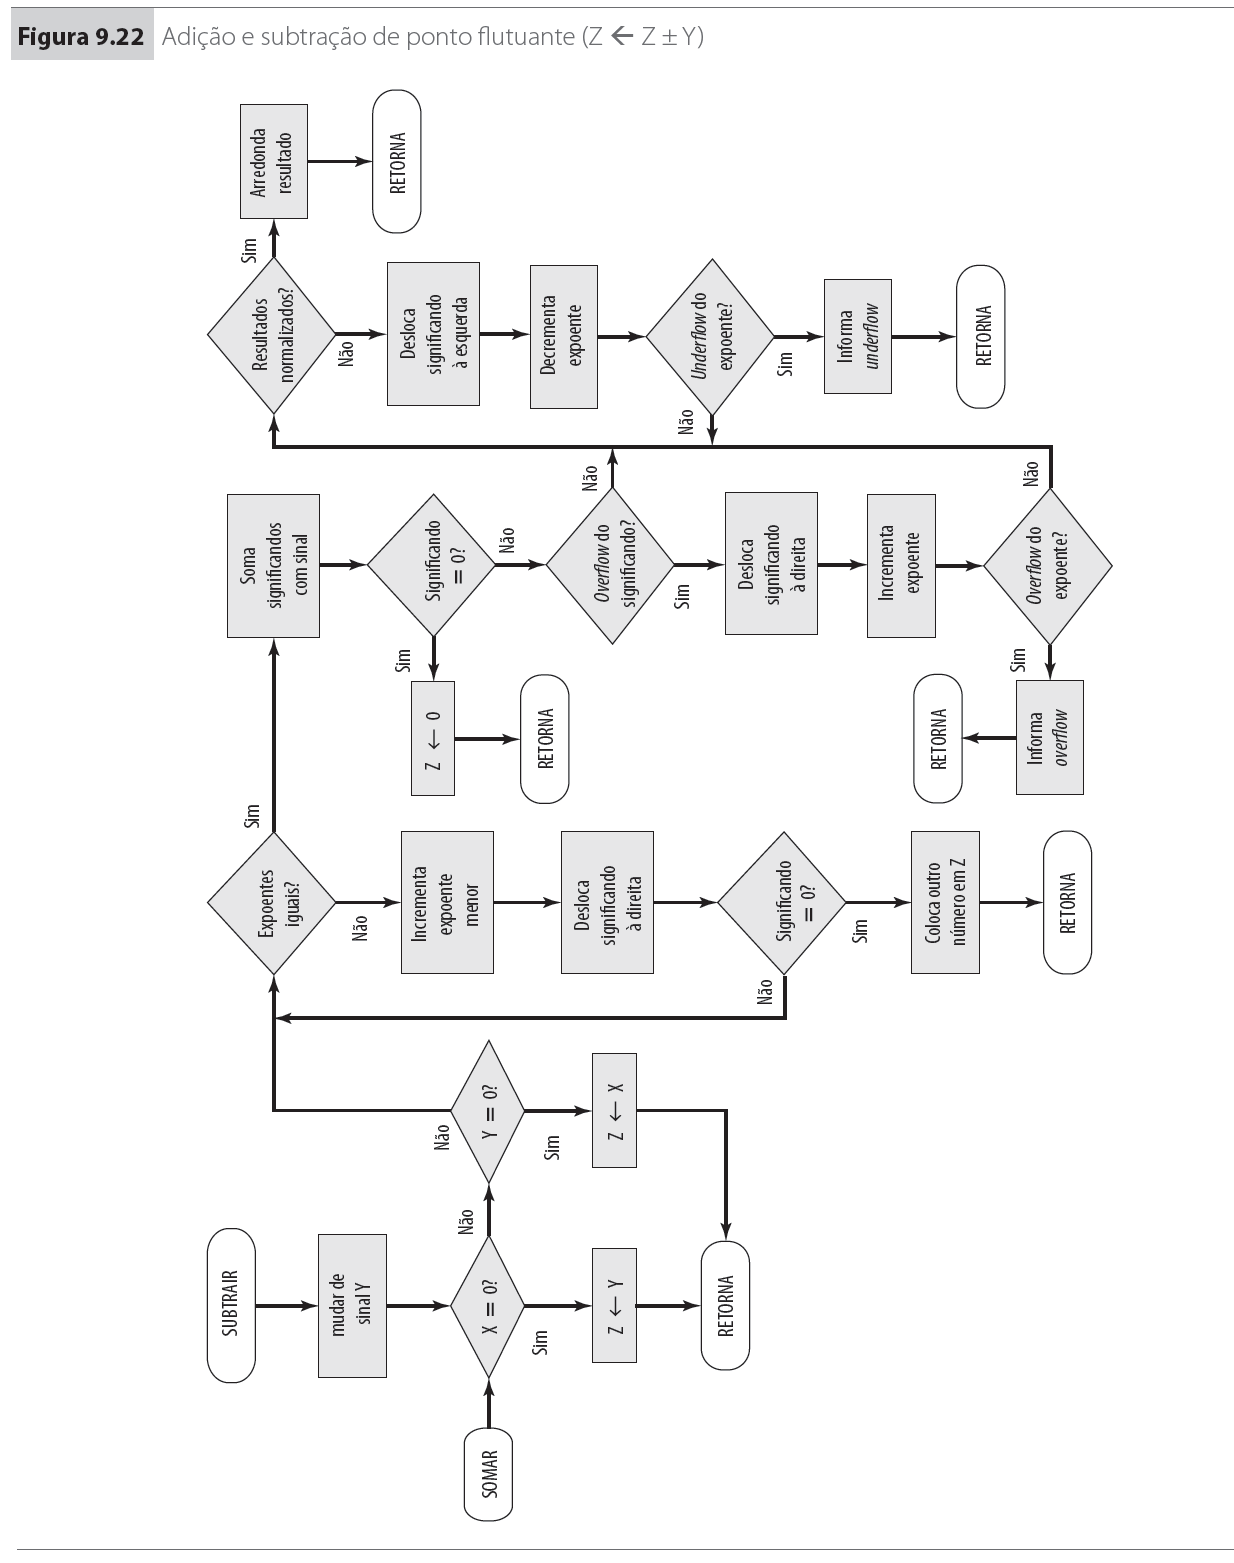 Figura 9.22 Adição e subtração de ponto flutuante (Z ← Z ± Y)
SUBTRAIR
mudar de
sinal Y
SOMAR
X = 0?
Sim
Z ← Y
RETORNA
Não
Y = 0?
Sim
Z ← X
Não
Expoentes
iguais?
Não
Incrementa
expoente
menor
Desloca
significando
à direita
Significando
= 0?
Não
Sim
Coloca outro
número em Z
RETORNA
Sim
Soma
significandos
com sinal
Significando
= 0?
Sim
Z ← 0
RETORNA
Não
Overflow do
significando?
Não
Sim
Desloca
significando
à direita
Incrementa
expoente
Overflow do
expoente?
Sim
Informa
overflow
RETORNA
Não
Resultados
normalizados?
Não
Desloca
significando
à esquerda
Decrementa
expoente
Underflow do
expoente?
Não
Sim
Informa
underflow
RETORNA
Sim
Arredonda
resultado
RETORNA